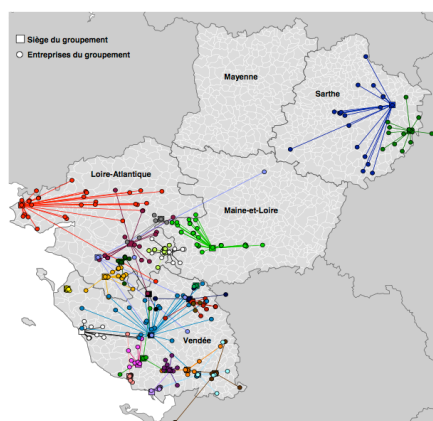 Siège du groupement
Entreprises du groupement
Mayenne
Sarthe
Loire-Atlantique
Maine-et-Loire
Vendée